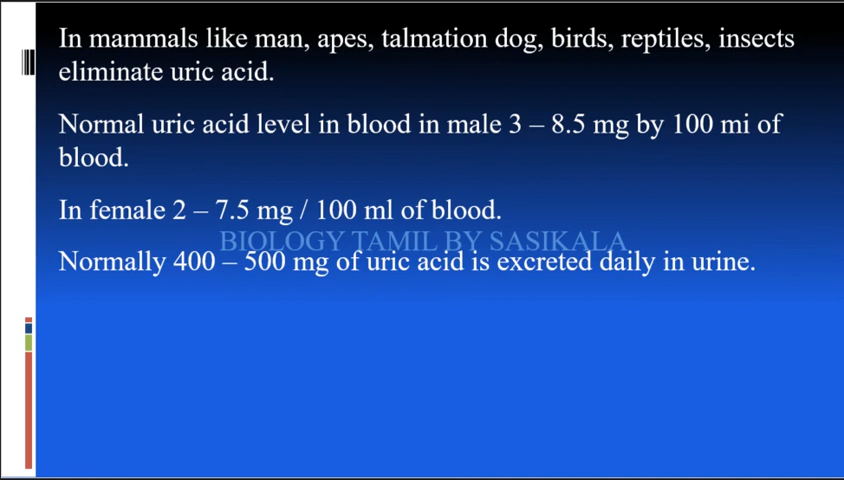 In mammals like man, apes, talmation dog, birds, reptiles, insects
eliminate uric acid.
Normal uric acid level in blood in male 3 – 8.5 mg by 100 mi of
blood.
In female 2 – 7.5 mg / 100 ml of blood.
BIOLOGY TAMIL BY SASIKALA
Normally 400 – 500 mg of uric acid is excreted daily in urine.